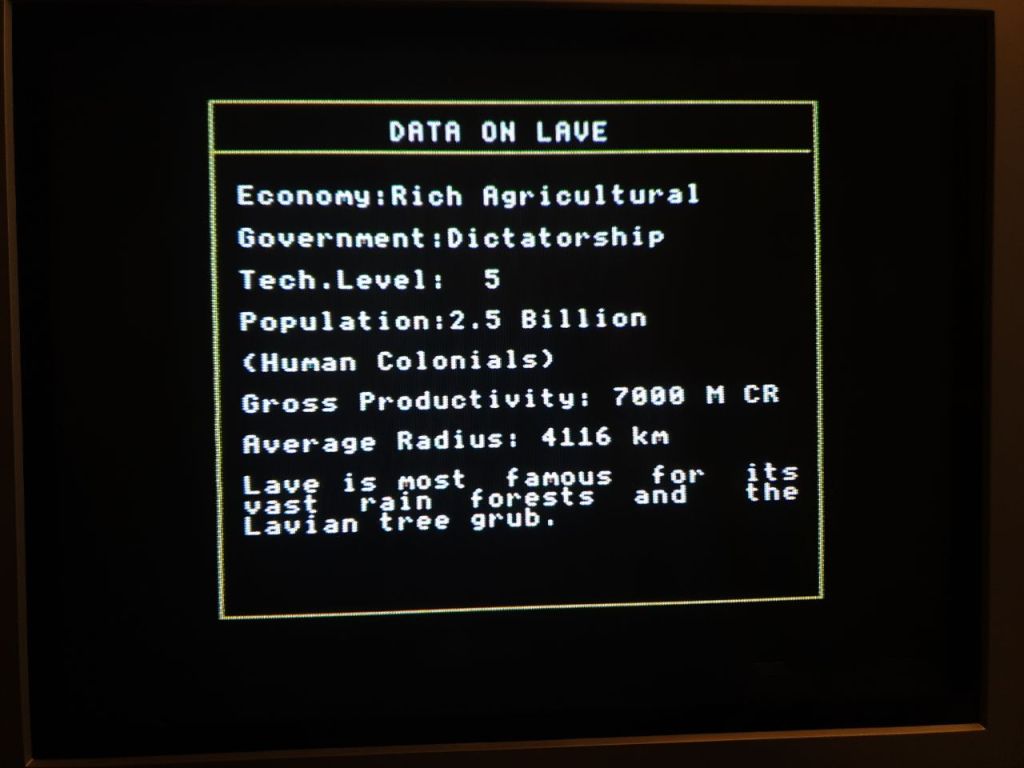 DATA ON LAVE
Economy:Rich Agricultural
Government:Dictatorship
Tech.Level: 5
Population:2.5 Billion
(Human Colonials)
Gross Productivity: 7000 M CR
Average Radius: 4116 km
Lave is most famous for its
vast rain forests and the
Lavian tree grub.